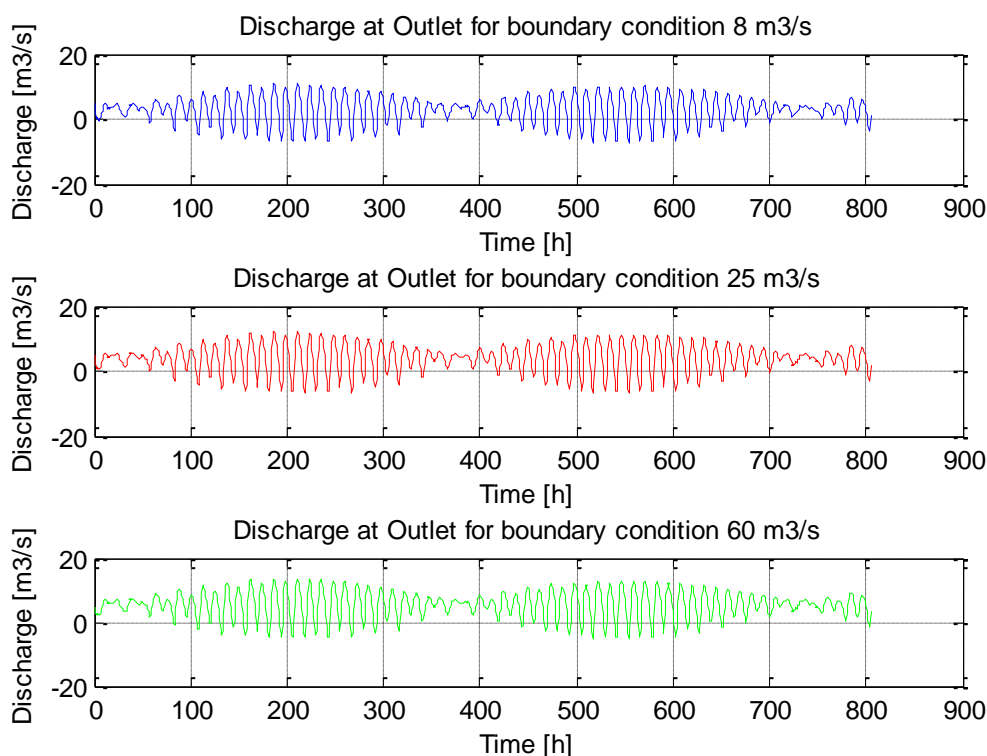 Discharge at Outlet for boundary condition 8 m3/s
Discharge [m3/s]
20
0
-20
0 100 200 300 400 500 600 700 800 900
Time [h]
Discharge at Outlet for boundary condition 25 m3/s
Discharge [m3/s]
20
0
-20
0 100 200 300 400 500 600 700 800 900
Time [h]
Discharge at Outlet for boundary condition 60 m3/s
Discharge [m3/s]
20
0
-20
0 100 200 300 400 500 600 700 800 900
Time [h]